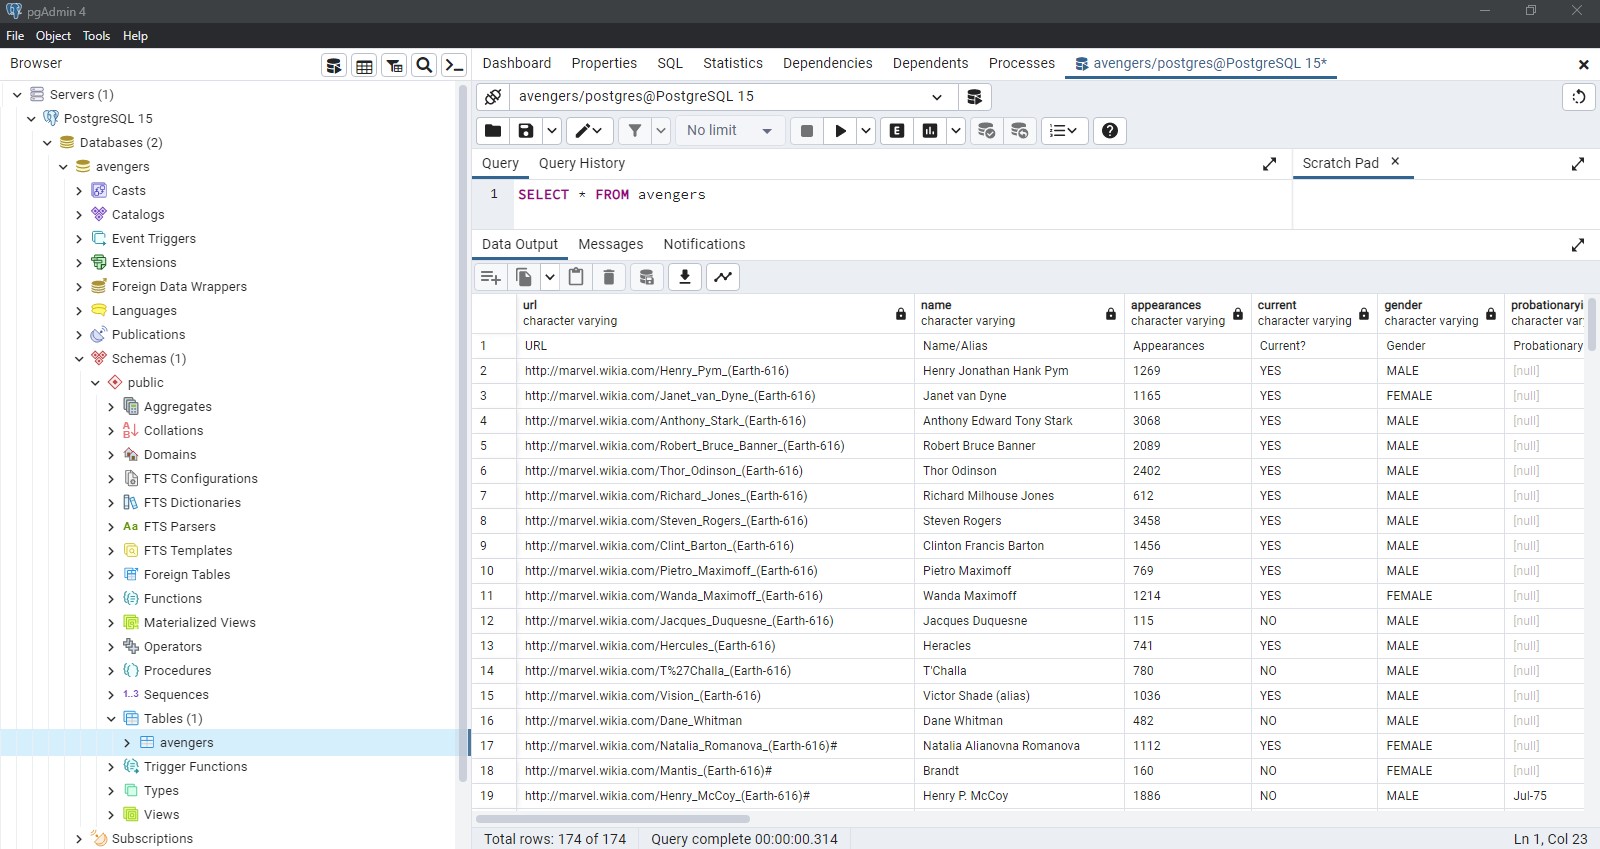 pgAdmin 4
File Object Tools Help
Browser
Dashboard Properties SQL Statistics Dependencies Dependents Processes avengers/postgres@PostgreSQL 15*
Servers (1)
PostgreSQL 15
Databases (2)
avengers
Casts
Catalogs
Event Triggers
Extensions
Foreign Data Wrappers
Languages
Publications
Schemas (1)
public
Aggregates
Collations
Domains
FTS Configurations
FTS Dictionaries
Aa FTS Parsers
FTS Templates
Foreign Tables
Functions
Materialized Views
Operators
Procedures
1..3 Sequences
Tables (1)
avengers
Trigger Functions
Types
Views
Subscriptions
avengers/postgres@PostgreSQL 15
No limit
E
Query Query History
Scratch Pad
1 SELECT * FROM avengers
Data Output Messages Notifications
url name appearances current gender probationaryi
character varying character varying character varying character varying character varying character var
1 URL Name/Alias Appearances Current? Gender Probationary
2 http://marvel.wikia.com/Henry_Pym_(Earth-616) Henry Jonathan Hank Pym 1269 YES MALE [null]
3 http://marvel.wikia.com/Janet_van_Dyne_(Earth-616) Janet van Dyne 1165 YES FEMALE [null]
4 http://marvel.wikia.com/Anthony_Stark_(Earth-616) Anthony Edward Tony Stark 3068 YES MALE [null]
5 http://marvel.wikia.com/Robert_Bruce_Banner_(Earth-616) Robert Bruce Banner 2089 YES MALE [null]
6 http://marvel.wikia.com/Thor_Odinson_(Earth-616) Thor Odinson 2402 YES MALE [null]
7 http://marvel.wikia.com/Richard_Jones_(Earth-616) Richard Milhouse Jones 612 YES MALE [null]
8 http://marvel.wikia.com/Steven_Rogers_(Earth-616) Steven Rogers 3458 YES MALE [null]
9 http://marvel.wikia.com/Clint_Barton_(Earth-616) Clinton Francis Barton 1456 YES MALE [null]
10 http://marvel.wikia.com/Pietro_Maximoff_(Earth-616) Pietro Maximoff 769 YES MALE [null]
11 http://marvel.wikia.com/Wanda_Maximoff_(Earth-616) Wanda Maximoff 1214 YES FEMALE [null]
12 http://marvel.wikia.com/Jacques_Duquesne_(Earth-616) Jacques Duquesne 115 NO MALE [null]
13 http://marvel.wikia.com/Hercules_(Earth-616) Heracles 741 YES MALE [null]
14 http://marvel.wikia.com/T%27Challa_(Earth-616) T'Challa 780 NO MALE [null]
15 http://marvel.wikia.com/Vision_(Earth-616) Victor Shade (alias) 1036 YES MALE [null]
16 http://marvel.wikia.com/Dane_Whitman Dane Whitman 482 NO MALE [null]
17 http://marvel.wikia.com/Natalia_Romanova_(Earth-616)# Natalia Alianovna Romanova 1112 YES FEMALE [null]
18 http://marvel.wikia.com/Mantis_(Earth-616)# Brandt 160 NO FEMALE [null]
19 http://marvel.wikia.com/Henry_McCoy_(Earth-616)# Henry P. McCoy 1886 NO MALE Jul-75
Total rows: 174 of 174 Query complete 00:00:00.314 Ln 1, Col 23